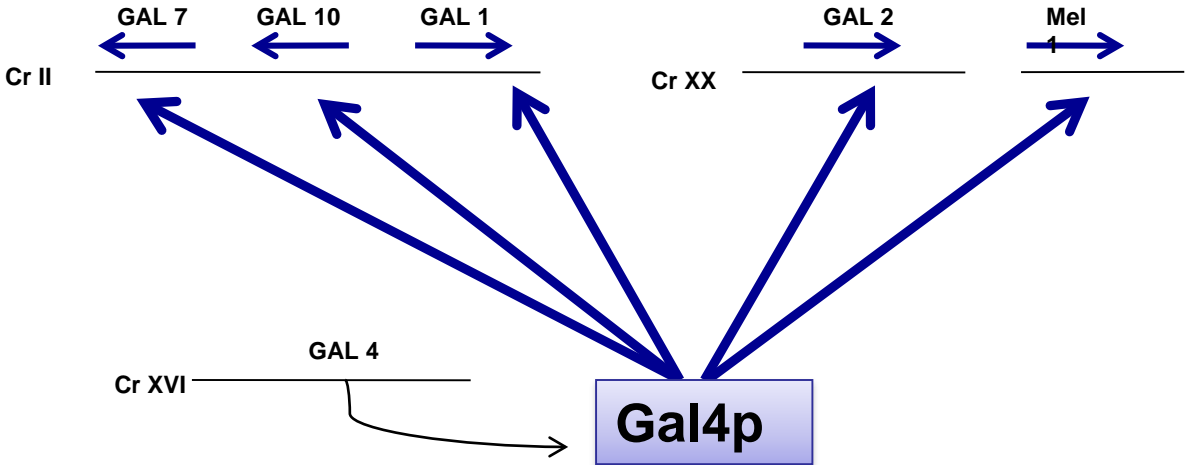 GAL 7 GAL 10 GAL 1 GAL 2 Mel
1
Cr II Cr XX
GAL 4
Cr XVI
Gal4p